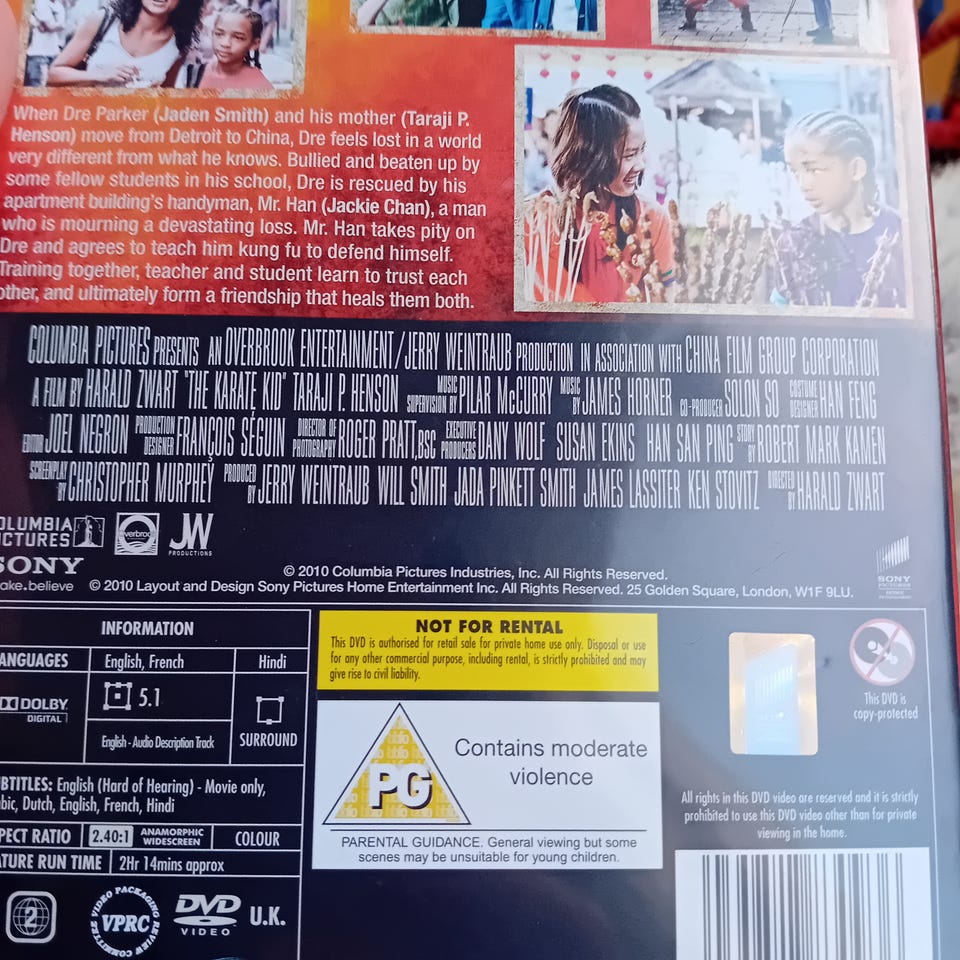 When Dre Parker (Jaden Smith) and his mother (Taraji P.
Henson) move from Detroit to China, Dre feels lost in a world
very different from what he knows. Bullied and beaten up by
some fellow students in his school, Dre is rescued by his
apartment building's handyman, Mr. Han (Jackie Chan), a man
who is mourning a devastating loss. Mr. Han takes pity on
Dre and agrees to teach him kung fu to defend himself.
Training together, teacher and student learn to trust each
other, and ultimately form a friendship that heals them both.
COLUMBIA PICTURES PRESENTS AN OVERBROOK ENTERTAINMENT/JERRY WEINTRAUB PRODUCTION IN ASSOCIATION WITH CHINA FILM GROUP CORPORATION
A FILM BY HARALD ZWART "THE KARATE KID" TARAJI P. HENSON MUSIC SUPERVISION BY PILAR McCURRY MUSIC BY JAMES HORNER CO-PRODUCER SOLON SO COSTUME DESIGNER HAN FENG
EDITOR JOEL NEGRON PRODUCTION DESIGNER FRANÇOIS SÉGUIN DIRECTOR OF PHOTOGRAPHY ROGER PRATT, BSC EXECUTIVE PRODUCERS DANY WOLF SUSAN EKINS HAN SAN PING STORY BY ROBERT MARK KAMEN
SCREENPLAY BY CHRISTOPHER MURPHEY PRODUCED BY JERRY WEINTRAUB WILL SMITH JADA PINKETT SMITH JAMES LASSITER KEN STOVITZ DIRECTED BY HARALD ZWART
OLUMBIA
CTURES
overbrook
JW
PRODUCTIONS
SONY
ake.believe
© 2010 Columbia Pictures Industries, Inc. All Rights Reserved.
© 2010 Layout and Design Sony Pictures Home Entertainment Inc. All Rights Reserved. 25 Golden Square, London, W1F 9LU.
SONY
PICTURES
INFORMATION
ANGUAGES English, French Hindi
DOLBY
DIGITAL
5.1
English - Audio Description Track
SURROUND
BTITLES: English (Hard of Hearing) - Movie only,
bic, Dutch, English, French, Hindi
PECT RATIO 2.40:1 ANAMORPHIC WIDESCREEN COLOUR
ATURE RUN TIME 2Hr 14mins approx
2
VIDEO PACKAGING REVIEW COMMITTEE
VPRC
DVD
VIDEO
U.K.
NOT FOR RENTAL
This DVD is authorised for retail sale for private home use only. Disposal or use
for any other commercial purpose, including rental, is strictly prohibited and may
give rise to civil liability.
PG
Contains moderate
violence
PARENTAL GUIDANCE. General viewing but some
scenes may be unsuitable for young children.
This DVD is
copy-protected
All rights in this DVD video are reserved and it is strictly
prohibited to use this DVD video other than for private
viewing in the home.